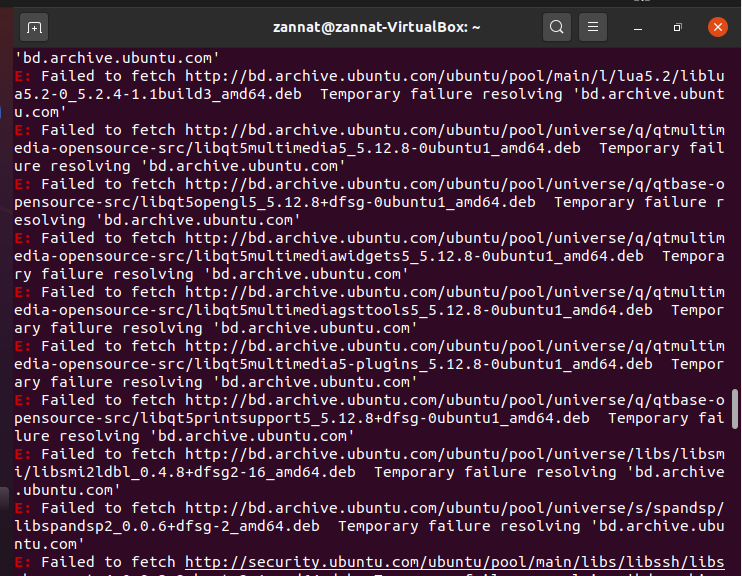 zannat@zannat-VirtualBox: ~
'bd.archive.ubuntu.com'
E: Failed to fetch http://bd.archive.ubuntu.com/ubuntu/pool/main/l/lua5.2/liblu
a5.2-0_5.2.4-1.1build3_amd64.deb  Temporary failure resolving 'bd.archive.ubunt
u.com'
E: Failed to fetch http://bd.archive.ubuntu.com/ubuntu/pool/universe/q/qtmultim
edia-opensource-src/libqt5multimedia5_5.12.8-0ubuntu1_amd64.deb  Temporary fail
ure resolving 'bd.archive.ubuntu.com'
E: Failed to fetch http://bd.archive.ubuntu.com/ubuntu/pool/universe/q/qtbase-o
pensource-src/libqt5opengl5_5.12.8+dfsg-0ubuntu1_amd64.deb  Temporary failure r
esolving 'bd.archive.ubuntu.com'
E: Failed to fetch http://bd.archive.ubuntu.com/ubuntu/pool/universe/q/qtmultim
edia-opensource-src/libqt5multimediawidgets5_5.12.8-0ubuntu1_amd64.deb  Tempora
ry failure resolving 'bd.archive.ubuntu.com'
E: Failed to fetch http://bd.archive.ubuntu.com/ubuntu/pool/universe/q/qtmultim
edia-opensource-src/libqt5multimediagsttools5_5.12.8-0ubuntu1_amd64.deb  Tempor
ary failure resolving 'bd.archive.ubuntu.com'
E: Failed to fetch http://bd.archive.ubuntu.com/ubuntu/pool/universe/q/qtmultim
edia-opensource-src/libqt5multimedia5-plugins_5.12.8-0ubuntu1_amd64.deb  Tempor
ary failure resolving 'bd.archive.ubuntu.com'
E: Failed to fetch http://bd.archive.ubuntu.com/ubuntu/pool/universe/q/qtbase-o
pensource-src/libqt5printsupport5_5.12.8+dfsg-0ubuntu1_amd64.deb  Temporary fai
lure resolving 'bd.archive.ubuntu.com'
E: Failed to fetch http://bd.archive.ubuntu.com/ubuntu/pool/universe/libs/libsm
i/libsmi2ldbl_0.4.8+dfsg2-16_amd64.deb  Temporary failure resolving 'bd.archive
.ubuntu.com'
E: Failed to fetch http://bd.archive.ubuntu.com/ubuntu/pool/universe/s/spandsp/
libspandsp2_0.0.6+dfsg-2_amd64.deb  Temporary failure resolving 'bd.archive.ubu
ntu.com'
E: Failed to fetch http://security.ubuntu.com/ubuntu/pool/main/libs/libssh/libs